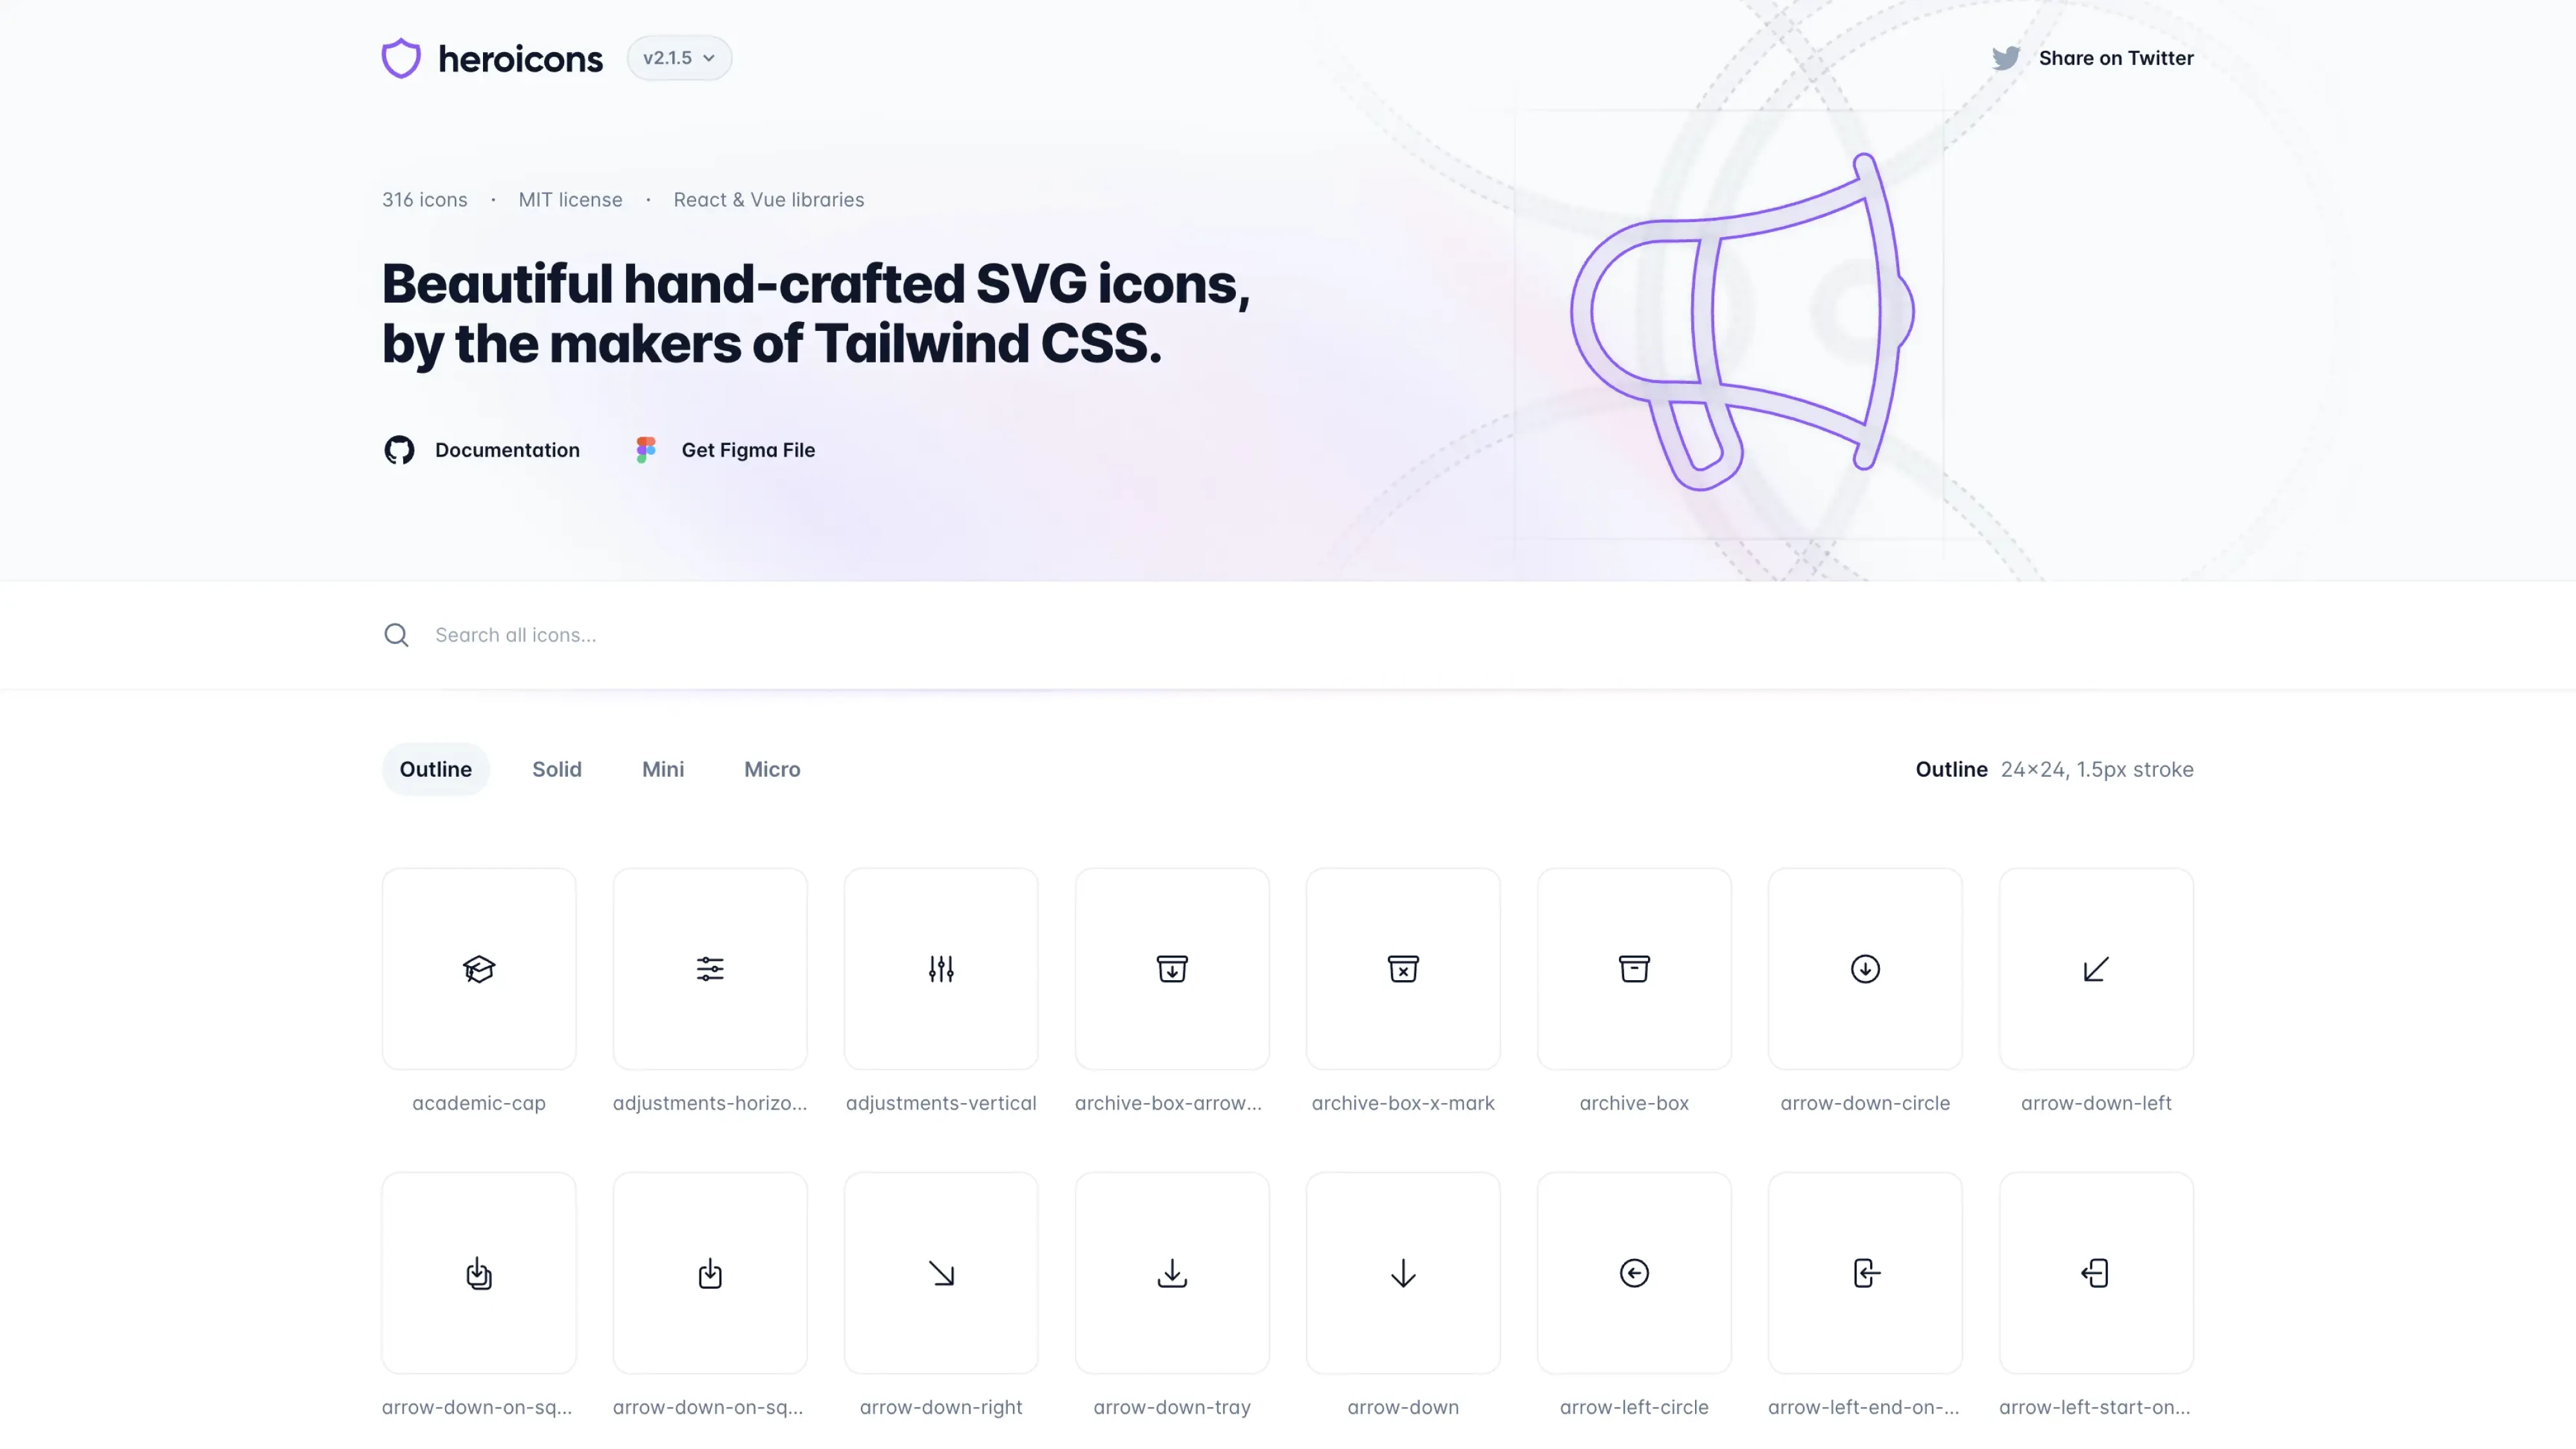 heroicons
v2.1.5
Share on Twitter
316 icons · MIT license · React & Vue libraries
Beautiful hand-crafted SVG icons,
by the makers of Tailwind CSS.
Documentation
Get Figma File
Search all icons...
Outline
Solid
Mini
Micro
Outline 24×24, 1.5px stroke
academic-cap
adjustments-horizo...
adjustments-vertical
archive-box-arrow...
archive-box-x-mark
archive-box
arrow-down-circle
arrow-down-left
arrow-down-on-sq...
arrow-down-on-sq...
arrow-down-right
arrow-down-tray
arrow-down
arrow-left-circle
arrow-left-end-on-...
arrow-left-start-on...